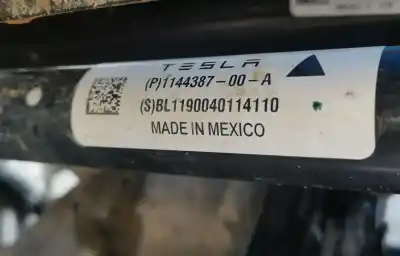 TESLA
(P)1144387-00-A
(S)BL1190040114110
MADE IN MEXICO